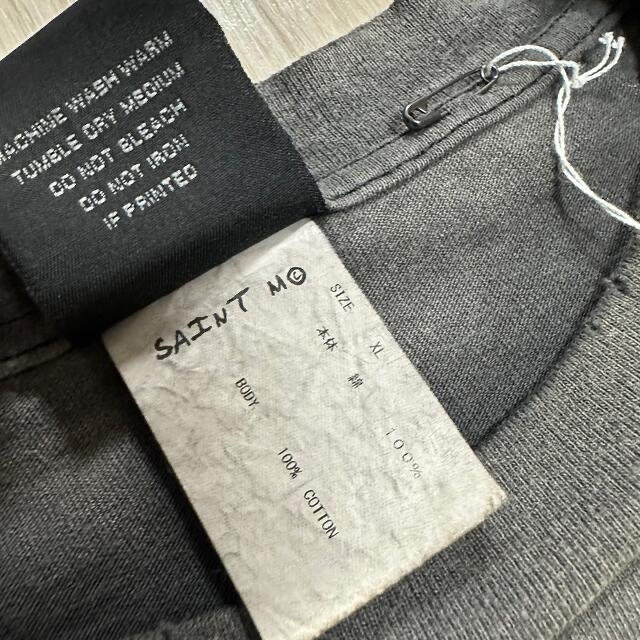 MACHINE WASH WARM
TUMBLE DRY MEDIUM
DO NOT BLEACH
DO NOT IRON
IF PAINTED
SAINT M
SIZE XL
本体 綿 100%
BODY. 100% COTTON